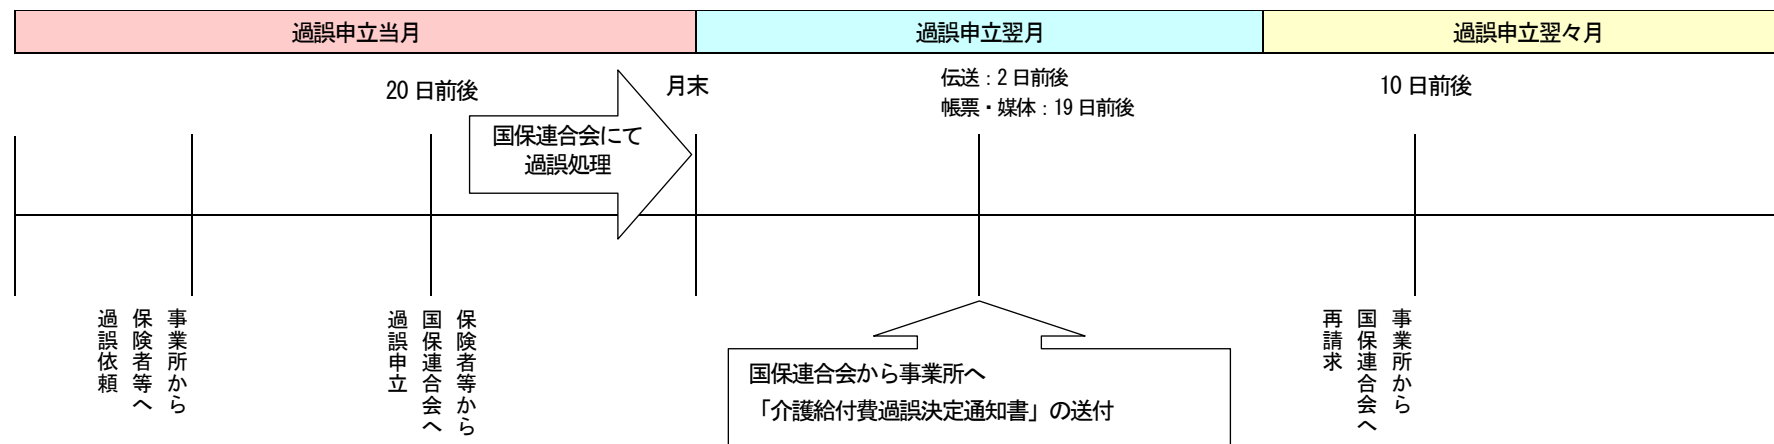 過誤申立当月
過誤申立翌月
過誤申立翌々月
20日前後
月末
伝送：2日前後
帳票・媒体：19日前後
10日前後
国保連合会にて
過誤処理
事業所から
保険者等へ
過誤依頼
保険者等から
国保連合会へ
過誤申立
国保連合会から事業所へ
「介護給付費過誤決定通知書」の送付
事業所から
国保連合会へ
再請求